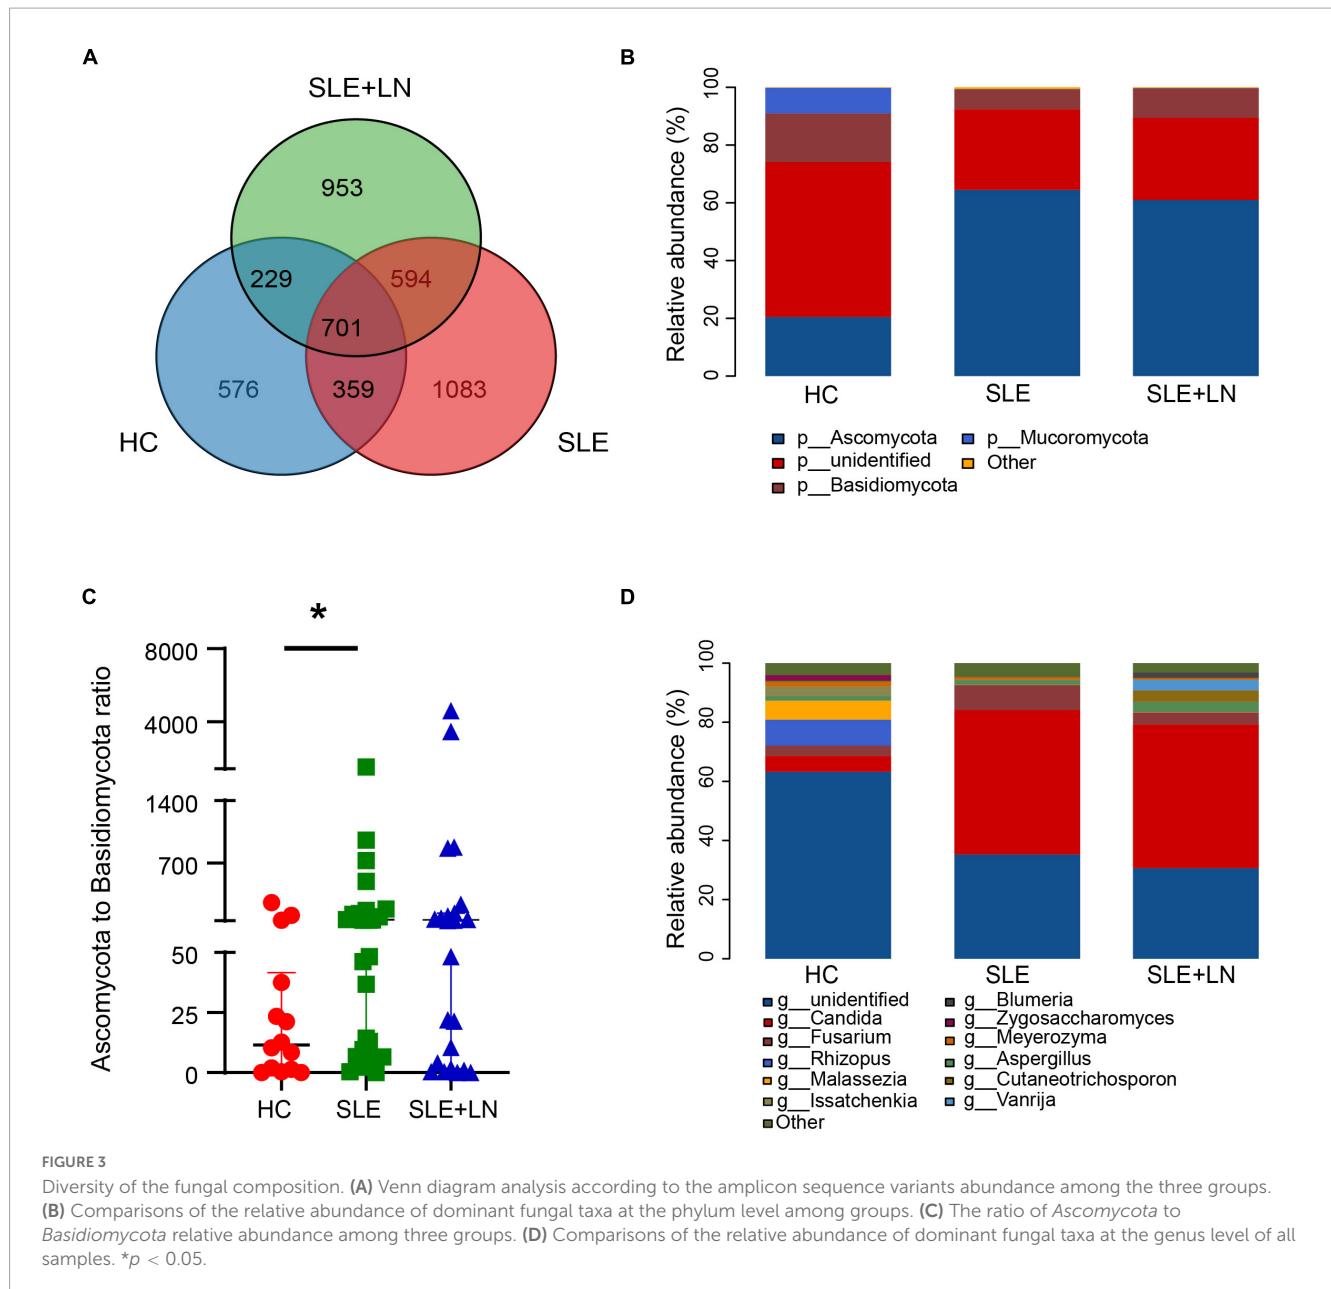 A
SLE+LN
953
229
594
701
576
359
1083
HC
SLE
B
Relative abundance (%)
100
80
60
40
20
0
HC
SLE
SLE+LN
p__Ascomycota
p__unidentified
p__Basidiomycota
p__Mucoromycota
Other
C
*
Ascomycota to Basidiomycota ratio
8000
4000
1400
700
50
25
0
HC
SLE
SLE+LN
D
Relative abundance (%)
100
80
60
40
20
0
HC
SLE
SLE+LN
g__unidentified
g__Candida
g__Fusarium
g__Rhizopus
g__Malassezia
g__Issatchenkia
Other
g__Blumeria
g__Zygosaccharomyces
g__Meyerozyma
g__Aspergillus
g__Cutaneotrichosporon
g__Vanrija
FIGURE 3
Diversity of the fungal composition. (A) Venn diagram analysis according to the amplicon sequence variants abundance among the three groups.
(B) Comparisons of the relative abundance of dominant fungal taxa at the phylum level among groups. (C) The ratio of Ascomycota to
Basidiomycota relative abundance among three groups. (D) Comparisons of the relative abundance of dominant fungal taxa at the genus level of all
samples. *p < 0.05.